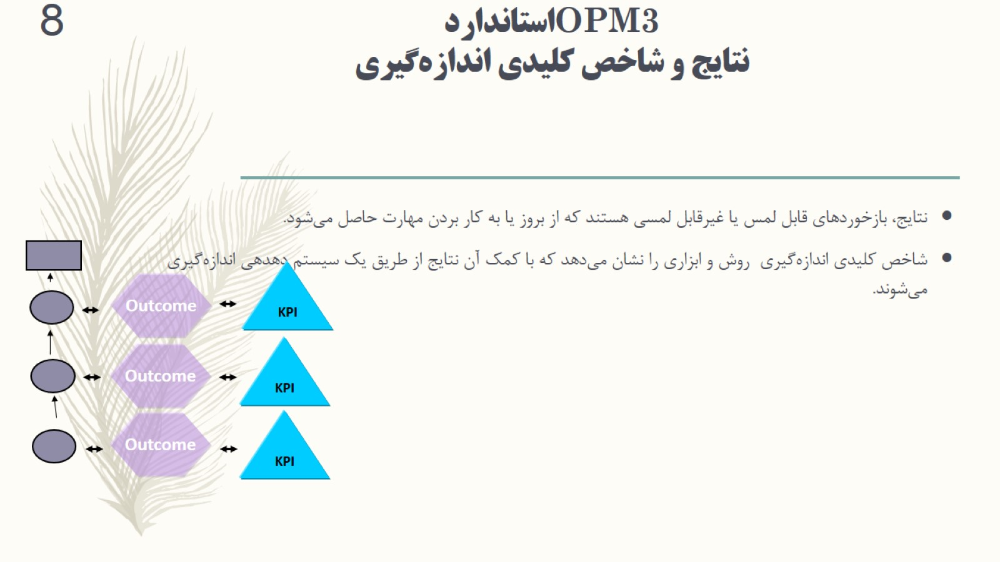 8
استاندارد OPM3
نتایج و شاخص کلیدی اندازه‌گیری
نتایج، بازخوردهای قابل لمس یا غیرقابل لمسی هستند که از بروز یا به کار بردن مهارت حاصل می‌شود.
شاخص کلیدی اندازه‌گیری روش و ابزاری را نشان می‌دهد که با کمک آن نتایج از طریق یک سیستم دهدهی اندازه‌گیری
می‌شوند.
Outcome
KPI
Outcome
KPI
Outcome
KPI